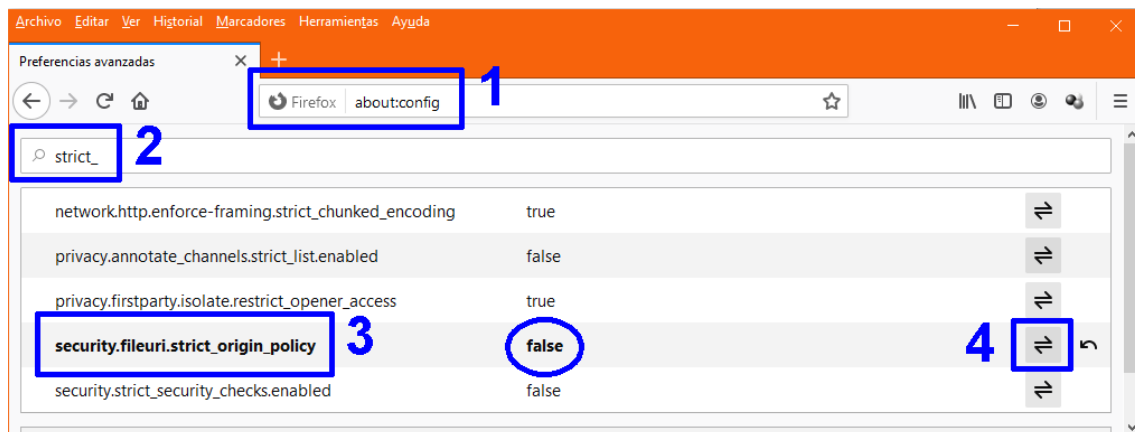 Archivo Editar Ver Historial Marcadores Herramientas Ayuda
Preferencias avanzadas
1
Firefox about:config
2
strict_
network.http.enforce-framing.strict_chunked_encoding true
privacy.annotate_channels.strict_list.enabled false
privacy.firstparty.isolate.restrict_opener_access true
security.fileuri.strict_origin_policy 3 false 4
security.strict_security_checks.enabled false